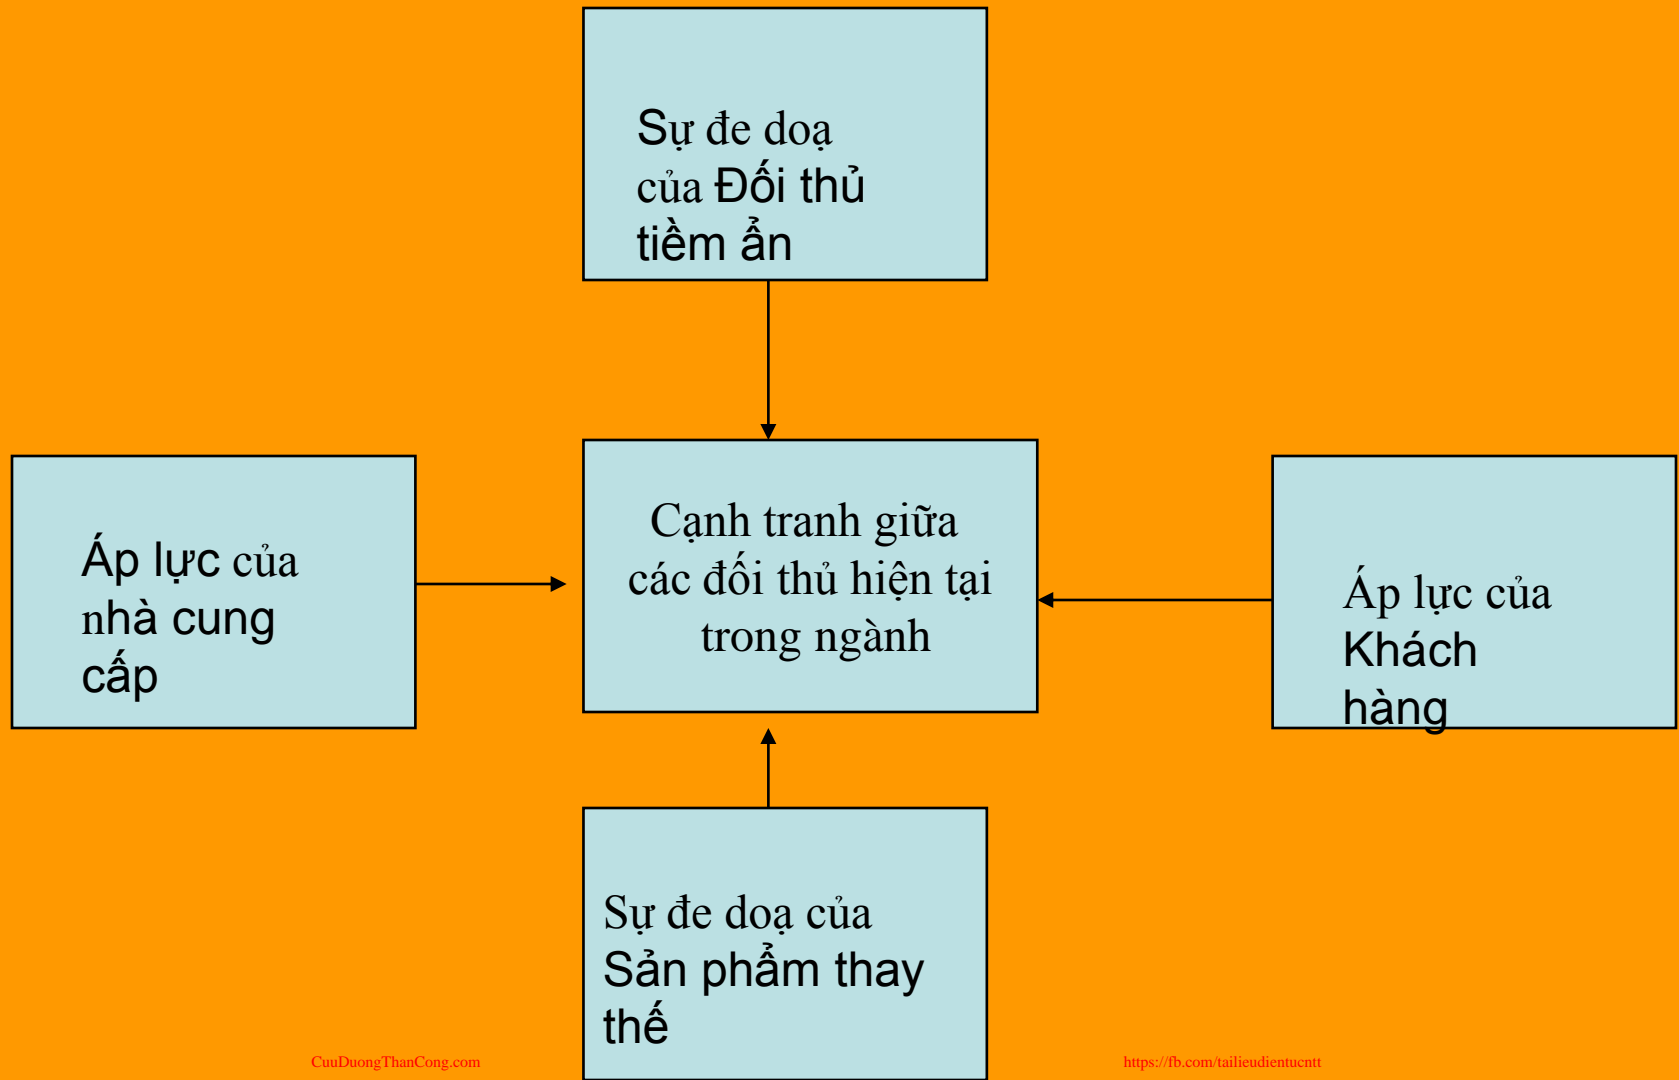 Sự đe doạ
của Đối thủ
tiềm ẩn
Áp lực của
nhà cung
cấp
Cạnh tranh giữa
các đối thủ hiện tại
trong ngành
Áp lực của
Khách
hàng
Sự đe doạ của
Sản phẩm thay
thế
CuuDuongThanCong.com
https://fb.com/tailieudientucntt